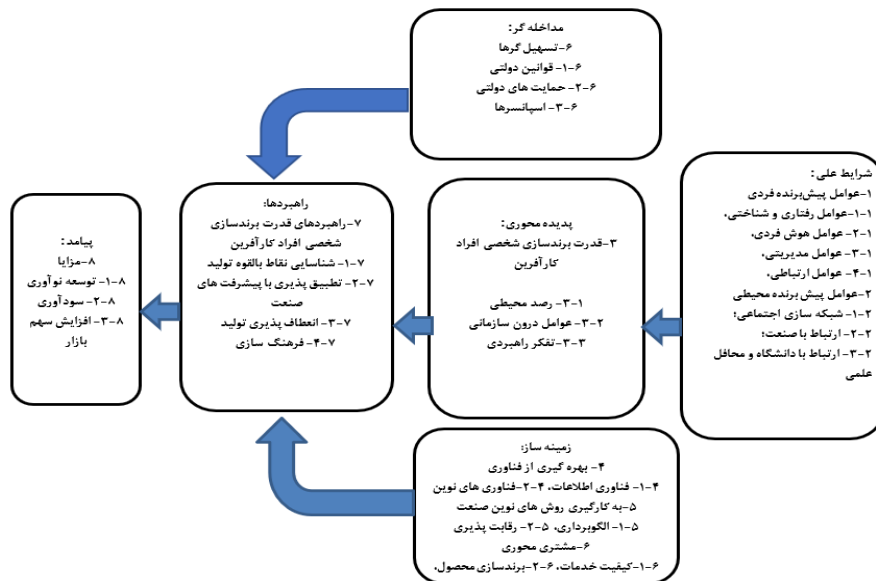 مداخله گر:
۶-تسهیل گرها
۶-۱- قوانین دولتی
۶-۲- حمایت های دولتی
۶-۳- اسپانسرها
شرایط علی:
۱-عوامل پیش‌برنده فردی
۱-۱-عوامل رفتاری و شناختی،
۱-۲- عوامل هوش فردی،
۱-۳- عوامل مدیریتی،
۱-۴- عوامل ارتباطی،
۲-عوامل پیش برنده محیطی
۲-۱- شبکه سازی اجتماعی؛
۲-۲- ارتباط با صنعت؛
۲-۳- ارتباط با دانشگاه و محافل
علمی
پدیده محوری:
۳-قدرت برندسازی شخصی افراد
کارآفرین
۳-۱- رصد محیطی
۳-۲- عوامل درون سازمانی
۳-۳- تفکر راهبردی
راهبردها:
۷-راهبردهای قدرت برندسازی
شخصی افراد کارآفرین
۷-۱- شناسایی نقاط بالقوه تولید
۷-۲- تطبیق پذیری با پیشرفت های
صنعت
۷-۳- انعطاف پذیری تولید
۷-۴- فرهنگ سازی
پیامد:
۸-مزایا
۸-۱- توسعه نوآوری
۸-۲- سودآوری
۸-۳- افزایش سهم
بازار
زمینه ساز:
۴- بهره گیری از فناوری
۴-۱- فناوری اطلاعات، ۴-۲-فناوری های نوین
۵-به کارگیری روش های نوین صنعت
۵-۱- الگوبرداری، ۵-۲- رقابت پذیری
۶-مشتری محوری
۶-۱-کیفیت خدمات، ۶-۲-برندسازی محصول،